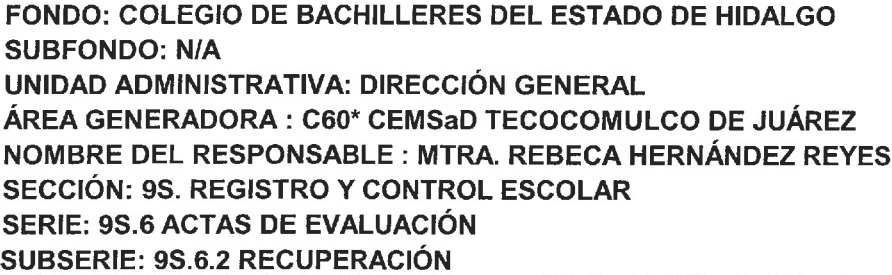 FONDO: COLEGIO DE BACHILLERES DEL ESTADO DE HIDALGO
SUBFONDO: N/A
UNIDAD ADMINISTRATIVA: DIRECCIÓN GENERAL
ÁREA GENERADORA : C60* CEMSaD TECOCOMULCO DE JUÁREZ
NOMBRE DEL RESPONSABLE : MTRA. REBECA HERNÁNDEZ REYES
SECCIÓN: 9S. REGISTRO Y CONTROL ESCOLAR
SERIE: 9S.6 ACTAS DE EVALUACIÓN
SUBSERIE: 9S.6.2 RECUPERACIÓN